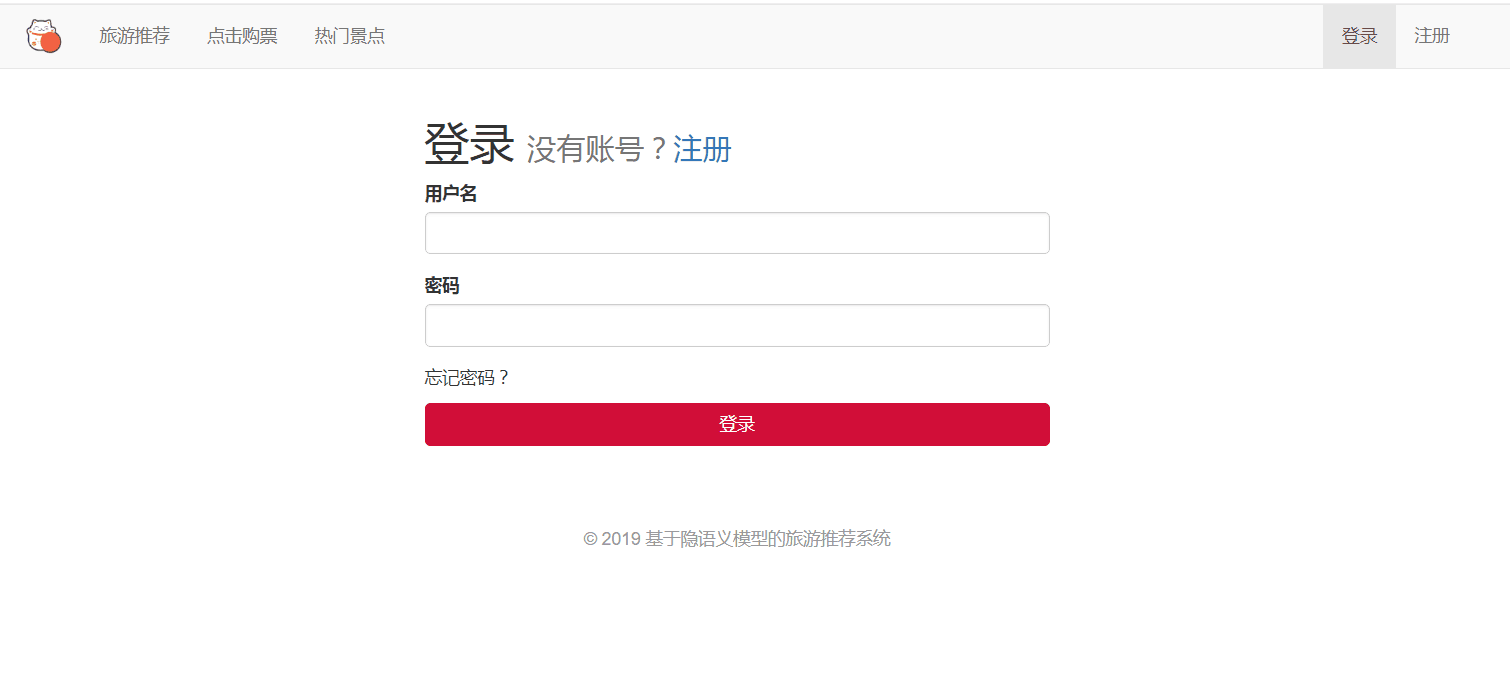 旅游推荐 点击购票 热门景点 登录 注册
登录 没有账号？注册
用户名
密码
忘记密码？
登录
© 2019 基于隐语义模型的旅游推荐系统